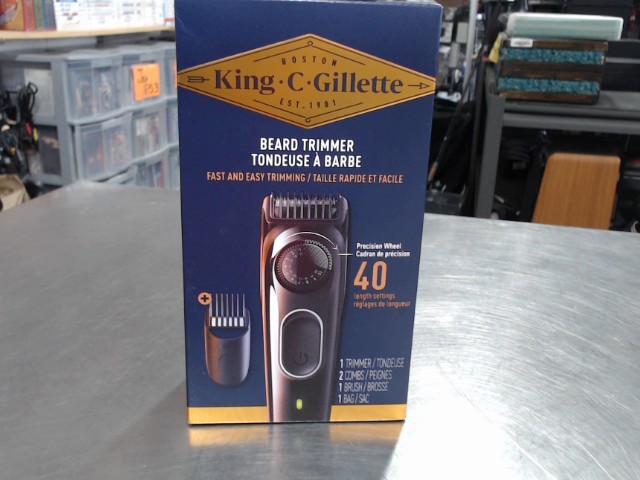 BOSTON
King·C·Gillette
EST. 1901
BEARD TRIMMER
TONDEUSE À BARBE
FAST AND EASY TRIMMING / TAILLE RAPIDE ET FACILE
Precision Wheel
Cadran de précision
40
length settings
réglages de longueur
1 TRIMMER / TONDEUSE
2 COMBS / PEIGNES
1 BRUSH / BROSSE
1 BAG / SAC